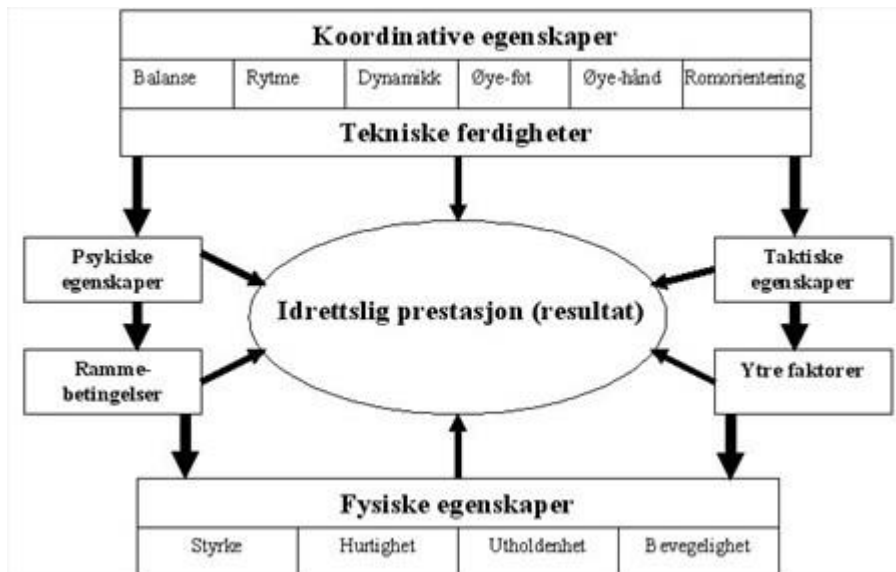 Koordinative egenskaper
Balanse
Rytme
Dynamikk
Øye-fot
Øye-hånd
Romorientering
Tekniske ferdigheter
Psykiske
egenskaper
Taktiske
egenskaper
Idrettslig prestasjon (resultat)
Ramme-
betingelser
Ytre faktorer
Fysiske egenskaper
Styrke
Hurtighet
Utholdenhet
Bevegelighet